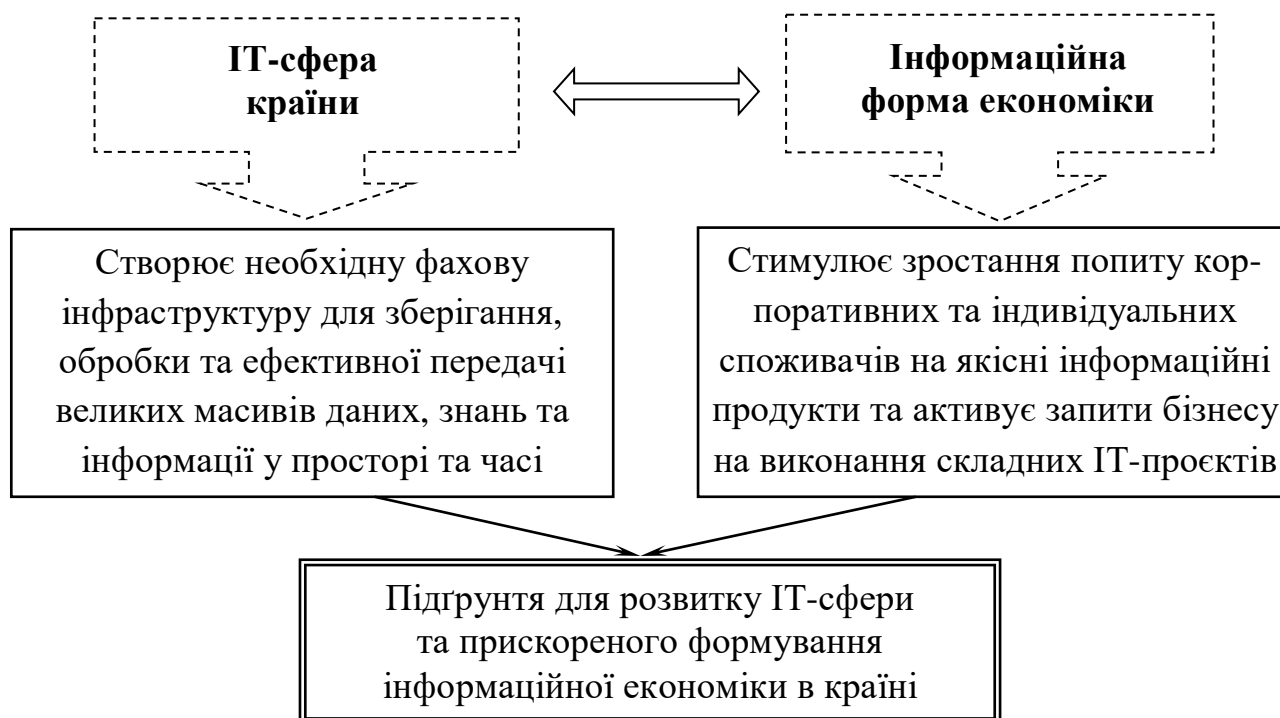 ІТ-сфера
країни
Інформаційна
форма економіки
Створює необхідну фахову
інфраструктуру для зберігання,
обробки та ефективної передачі
великих масивів даних, знань та
інформації у просторі та часі
Стимулює зростання попиту кор-
поративних та індивідуальних
споживачів на якісні інформаційні
продукти та активує запити бізнесу
на виконання складних ІТ-проєктів
Підґрунтя для розвитку ІТ-сфери
та прискореного формування
інформаційної економіки в країні